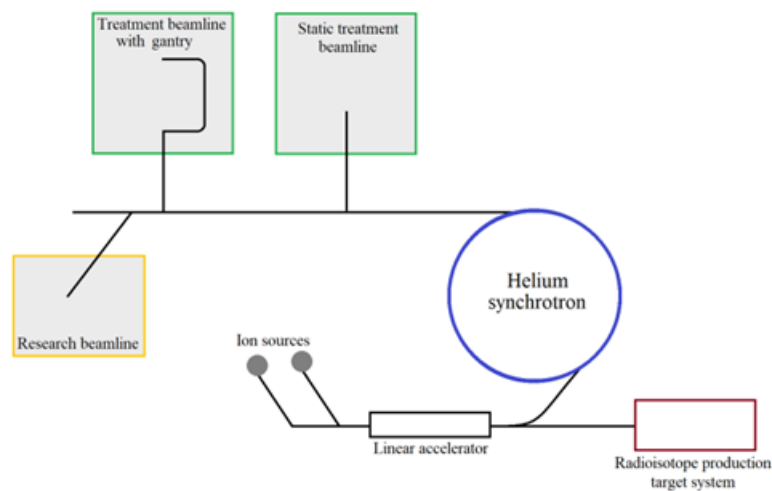 Treatment beamline
with gantry
Static treatment
beamline
Helium
synchrotron
Research beamline
Ion sources
Linear accelerator
Radioisotope production
target system